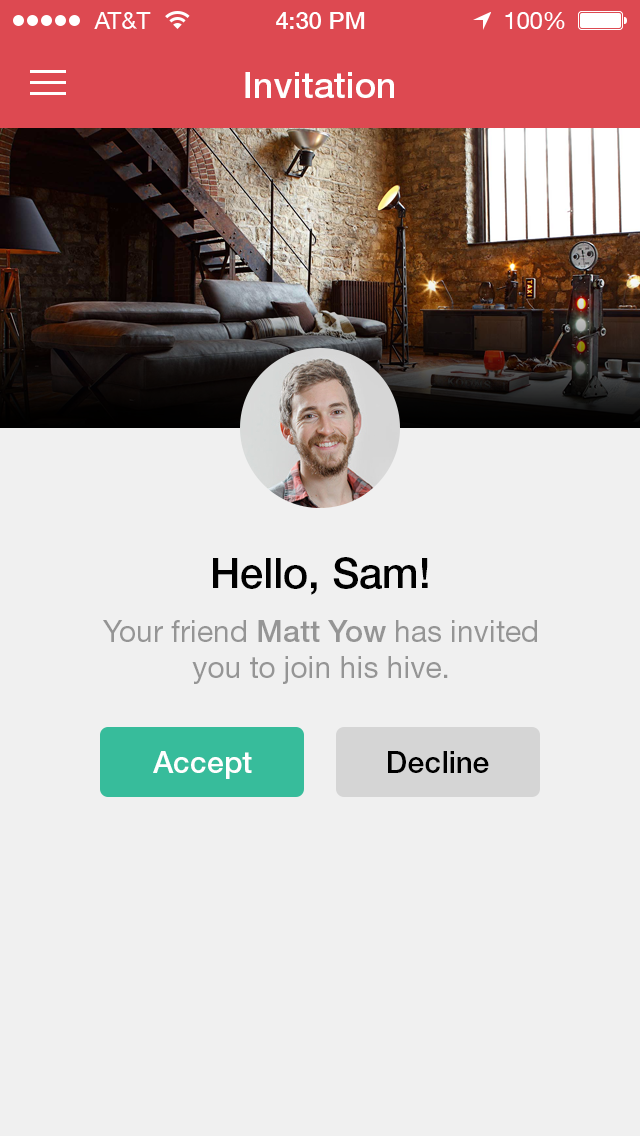 AT&T 4:30 PM 100%
Invitation
TAXI
Hello, Sam!
Your friend Matt Yow has invited
you to join his hive.
Accept Decline